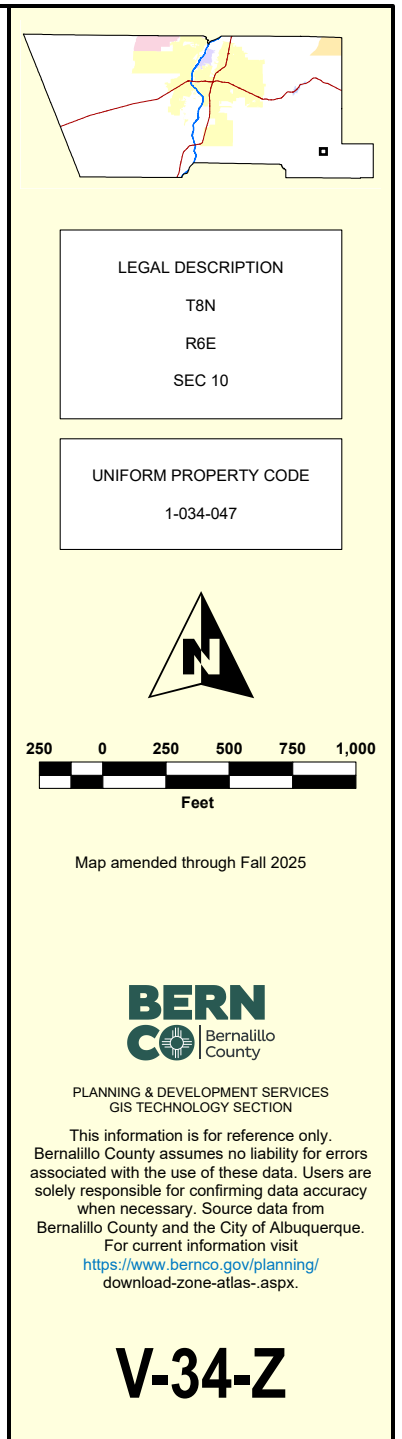 LEGAL DESCRIPTION
T8N
R6E
SEC 10
UNIFORM PROPERTY CODE
1-034-047
N
250 0 250 500 750 1,000
Feet
Map amended through Fall 2025
BERN
CO Bernalillo
County
PLANNING & DEVELOPMENT SERVICES
GIS TECHNOLOGY SECTION
This information is for reference only.
Bernalillo County assumes no liability for errors
associated with the use of these data. Users are
solely responsible for confirming data accuracy
when necessary. Source data from
Bernalillo County and the City of Albuquerque.
For current information visit
https://www.bernco.gov/planning/
download-zone-atlas-.aspx.
V-34-Z